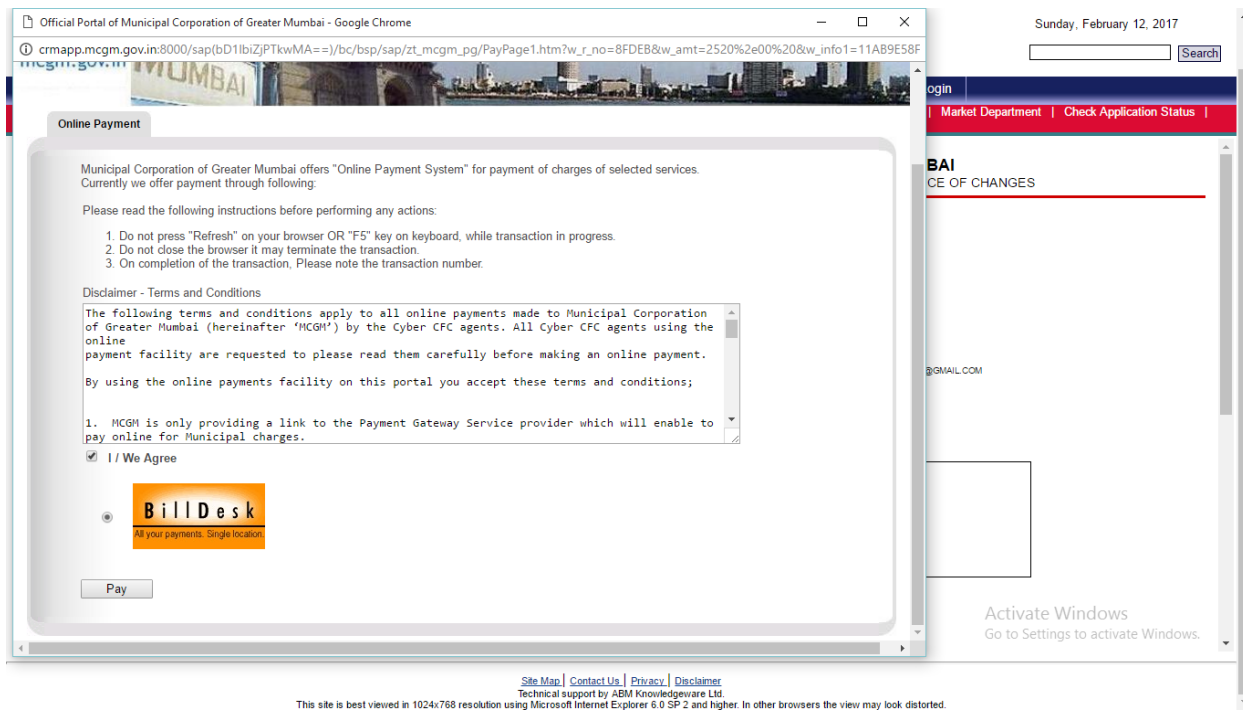 Official Portal of Municipal Corporation of Greater Mumbai - Google Chrome
crmapp.mcgm.gov.in:8000/sap(bD1lbiZjPTkwMA==)/bc/bsp/sap/zt_mcgm_pg/PayPage1.htm?w_r_no=8FDEB&w_amt=2520%2e00%20&w_info1=11AB9E58F
mcgm.gov.in
MUMBAI
Online Payment
Municipal Corporation of Greater Mumbai offers "Online Payment System" for payment of charges of selected services.
Currently we offer payment through following:
Please read the following instructions before performing any actions:
1. Do not press "Refresh" on your browser OR "F5" key on keyboard, while transaction in progress.
2. Do not close the browser it may terminate the transaction.
3. On completion of the transaction, Please note the transaction number.
Disclaimer - Terms and Conditions
The following terms and conditions apply to all online payments made to Municipal Corporation
of Greater Mumbai (hereinafter ‘MCGM’) by the Cyber CFC agents. All Cyber CFC agents using the
online
payment facility are requested to please read them carefully before making an online payment.
By using the online payments facility on this portal you accept these terms and conditions;
1. MCGM is only providing a link to the Payment Gateway Service provider which will enable to
pay online for Municipal charges.
I / We Agree
BillDesk
All your payments. Single location.
Pay
Sunday, February 12, 2017
Search
ogin
| Market Department | Check Application Status |
BAI
CE OF CHANGES
@GMAIL.COM
Activate Windows
Go to Settings to activate Windows.
Site Map | Contact Us | Privacy | Disclaimer
Technical support by ABM Knowledgeware Ltd.
This site is best viewed in 1024x768 resolution using Microsoft Internet Explorer 6.0 SP 2 and higher. In other browsers the view may look distorted.